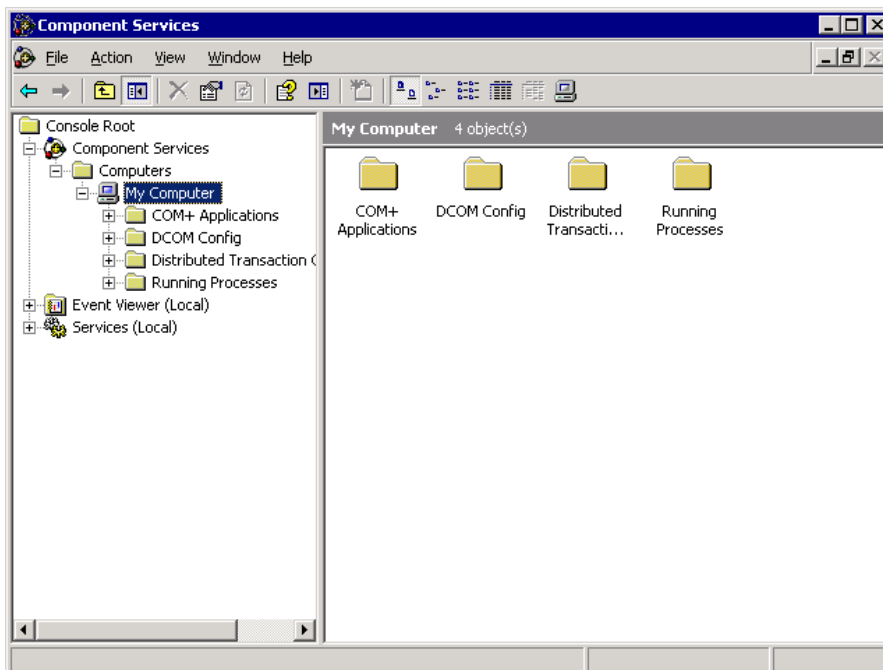 Component Services
File Action View Window Help
Console Root
Component Services
Computers
My Computer
COM+ Applications
DCOM Config
Distributed Transaction C
Running Processes
Event Viewer (Local)
Services (Local)
My Computer 4 object(s)
COM+ Applications
DCOM Config
Distributed Transacti...
Running Processes